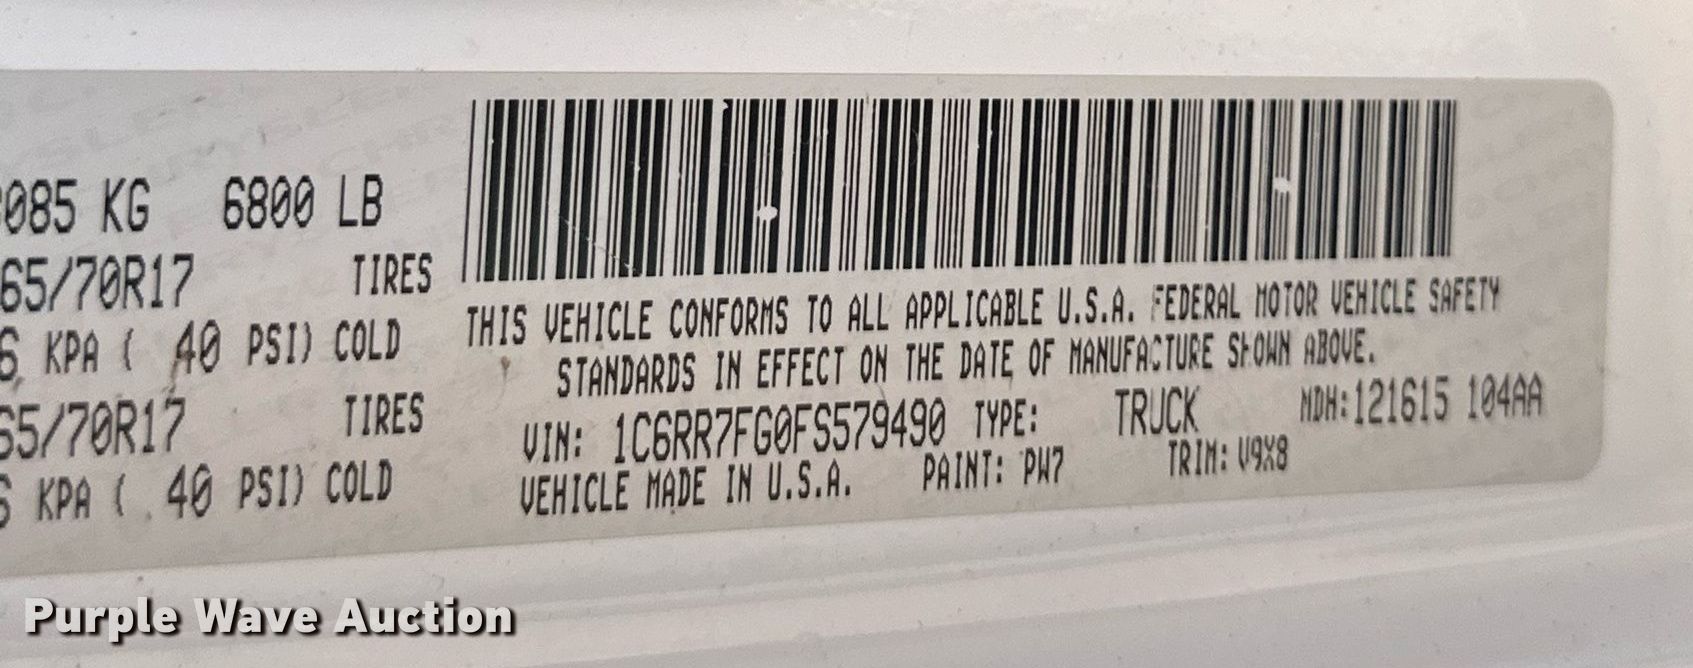 085 KG 6800 LB
65/70R17 TIRES
6 KPA ( 40 PSI) COLD
65/70R17 TIRES
6 KPA ( 40 PSI) COLD
THIS VEHICLE CONFORMS TO ALL APPLICABLE U.S.A. FEDERAL MOTOR VEHICLE SAFETY
STANDARDS IN EFFECT ON THE DATE OF MANUFACTURE SHOWN ABOVE.
VIN: 1C6RR7FG0FS579490 TYPE: TRUCK MDH:121615 104AA
VEHICLE MADE IN U.S.A. PAINT: PW7 TRIM: V9X8
Purple Wave Auction